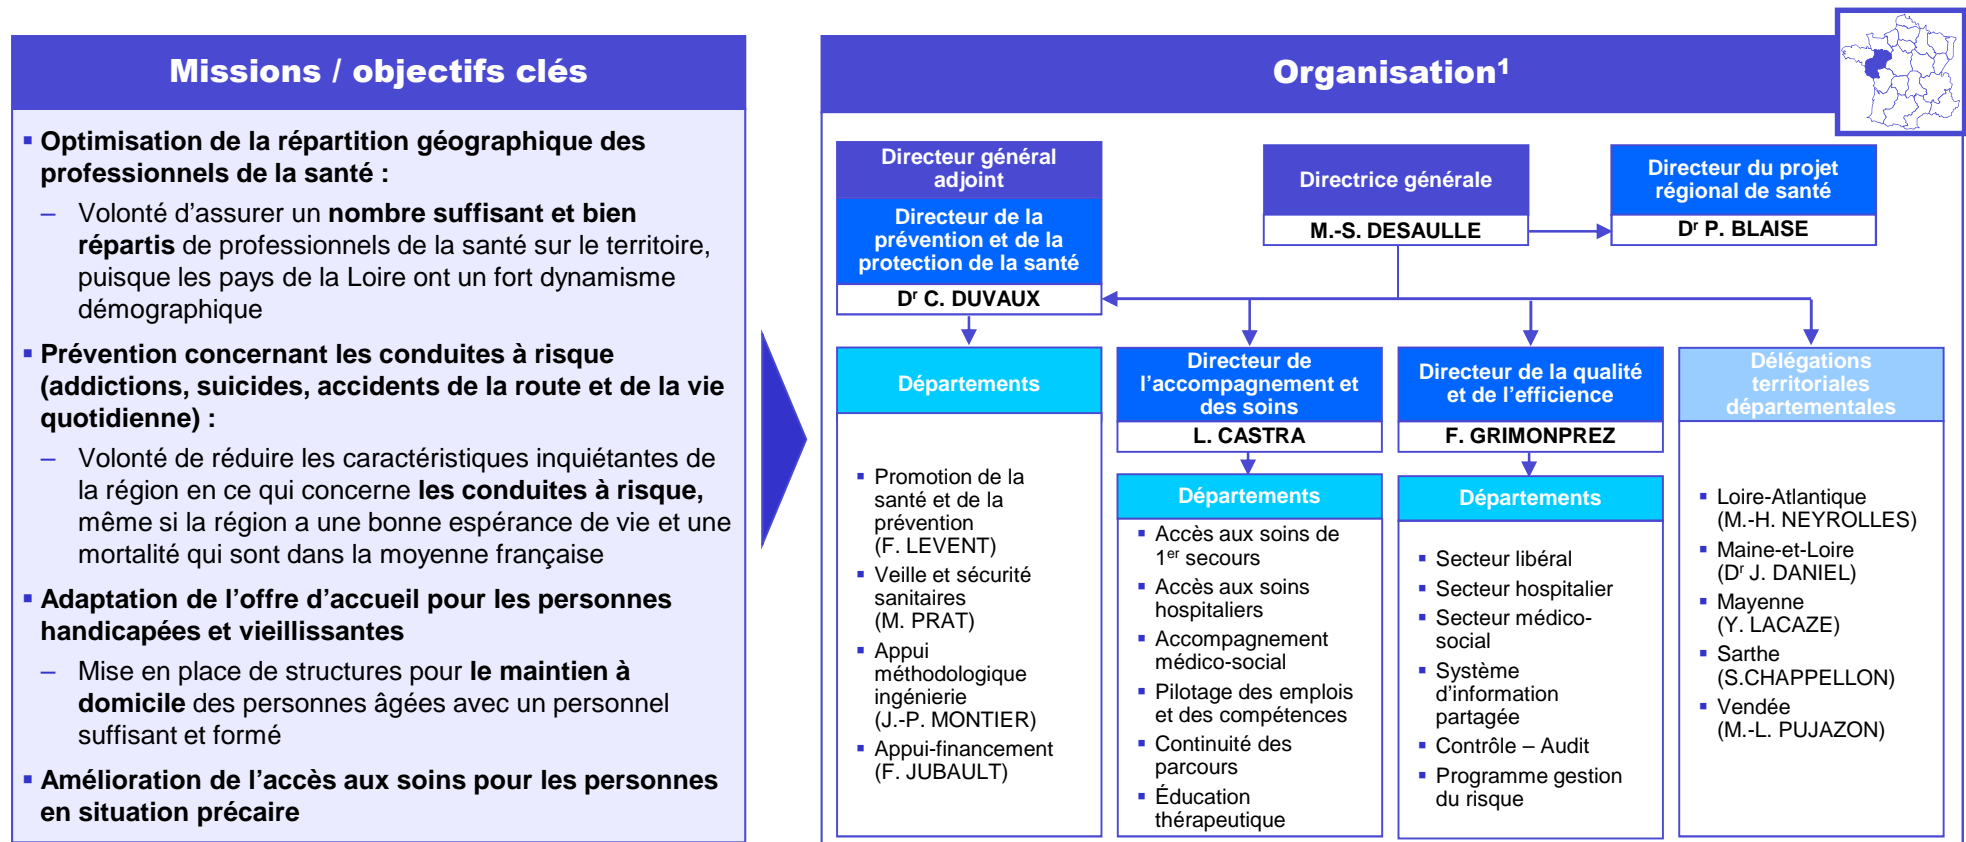 Missions / objectifs clés
▪ Optimisation de la répartition géographique des
professionnels de la santé :
– Volonté d'assurer un nombre suffisant et bien
répartis de professionnels de la santé sur le territoire,
puisque les pays de la Loire ont un fort dynamisme
démographique
▪ Prévention concernant les conduites à risque
(addictions, suicides, accidents de la route et de la vie
quotidienne) :
– Volonté de réduire les caractéristiques inquiétantes de
la région en ce qui concerne les conduites à risque,
même si la région a une bonne espérance de vie et une
mortalité qui sont dans la moyenne française
▪ Adaptation de l'offre d'accueil pour les personnes
handicapées et vieillissantes
– Mise en place de structures pour le maintien à
domicile des personnes âgées avec un personnel
suffisant et formé
▪ Amélioration de l'accès aux soins pour les personnes
en situation précaire
Organisation¹
Directeur général
adjoint
Directeur de la
prévention et de la
protection de la santé
Dʳ C. DUVAUX
Directrice générale
M.-S. DESAULLE
Directeur du projet
régional de santé
Dʳ P. BLAISE
Départements
▪ Promotion de la
santé et de la
prévention
(F. LEVENT)
▪ Veille et sécurité
sanitaires
(M. PRAT)
▪ Appui
méthodologique
ingénierie
(J.-P. MONTIER)
▪ Appui-financement
(F. JUBAULT)
Directeur de
l'accompagnement et
des soins
L. CASTRA
Départements
▪ Accès aux soins de
1ᵉʳ secours
▪ Accès aux soins
hospitaliers
▪ Accompagnement
médico-social
▪ Pilotage des emplois
et des compétences
▪ Continuité des
parcours
▪ Éducation
thérapeutique
Directeur de la qualité
et de l'efficience
F. GRIMONPREZ
Départements
▪ Secteur libéral
▪ Secteur hospitalier
▪ Secteur médico-
social
▪ Système
d'information
partagée
▪ Contrôle – Audit
▪ Programme gestion
du risque
Délégations
territoriales
départementales
▪ Loire-Atlantique
(M.-H. NEYROLLES)
▪ Maine-et-Loire
(Dʳ J. DANIEL)
▪ Mayenne
(Y. LACAZE)
▪ Sarthe
(S.CHAPPELLON)
▪ Vendée
(M.-L. PUJAZON)